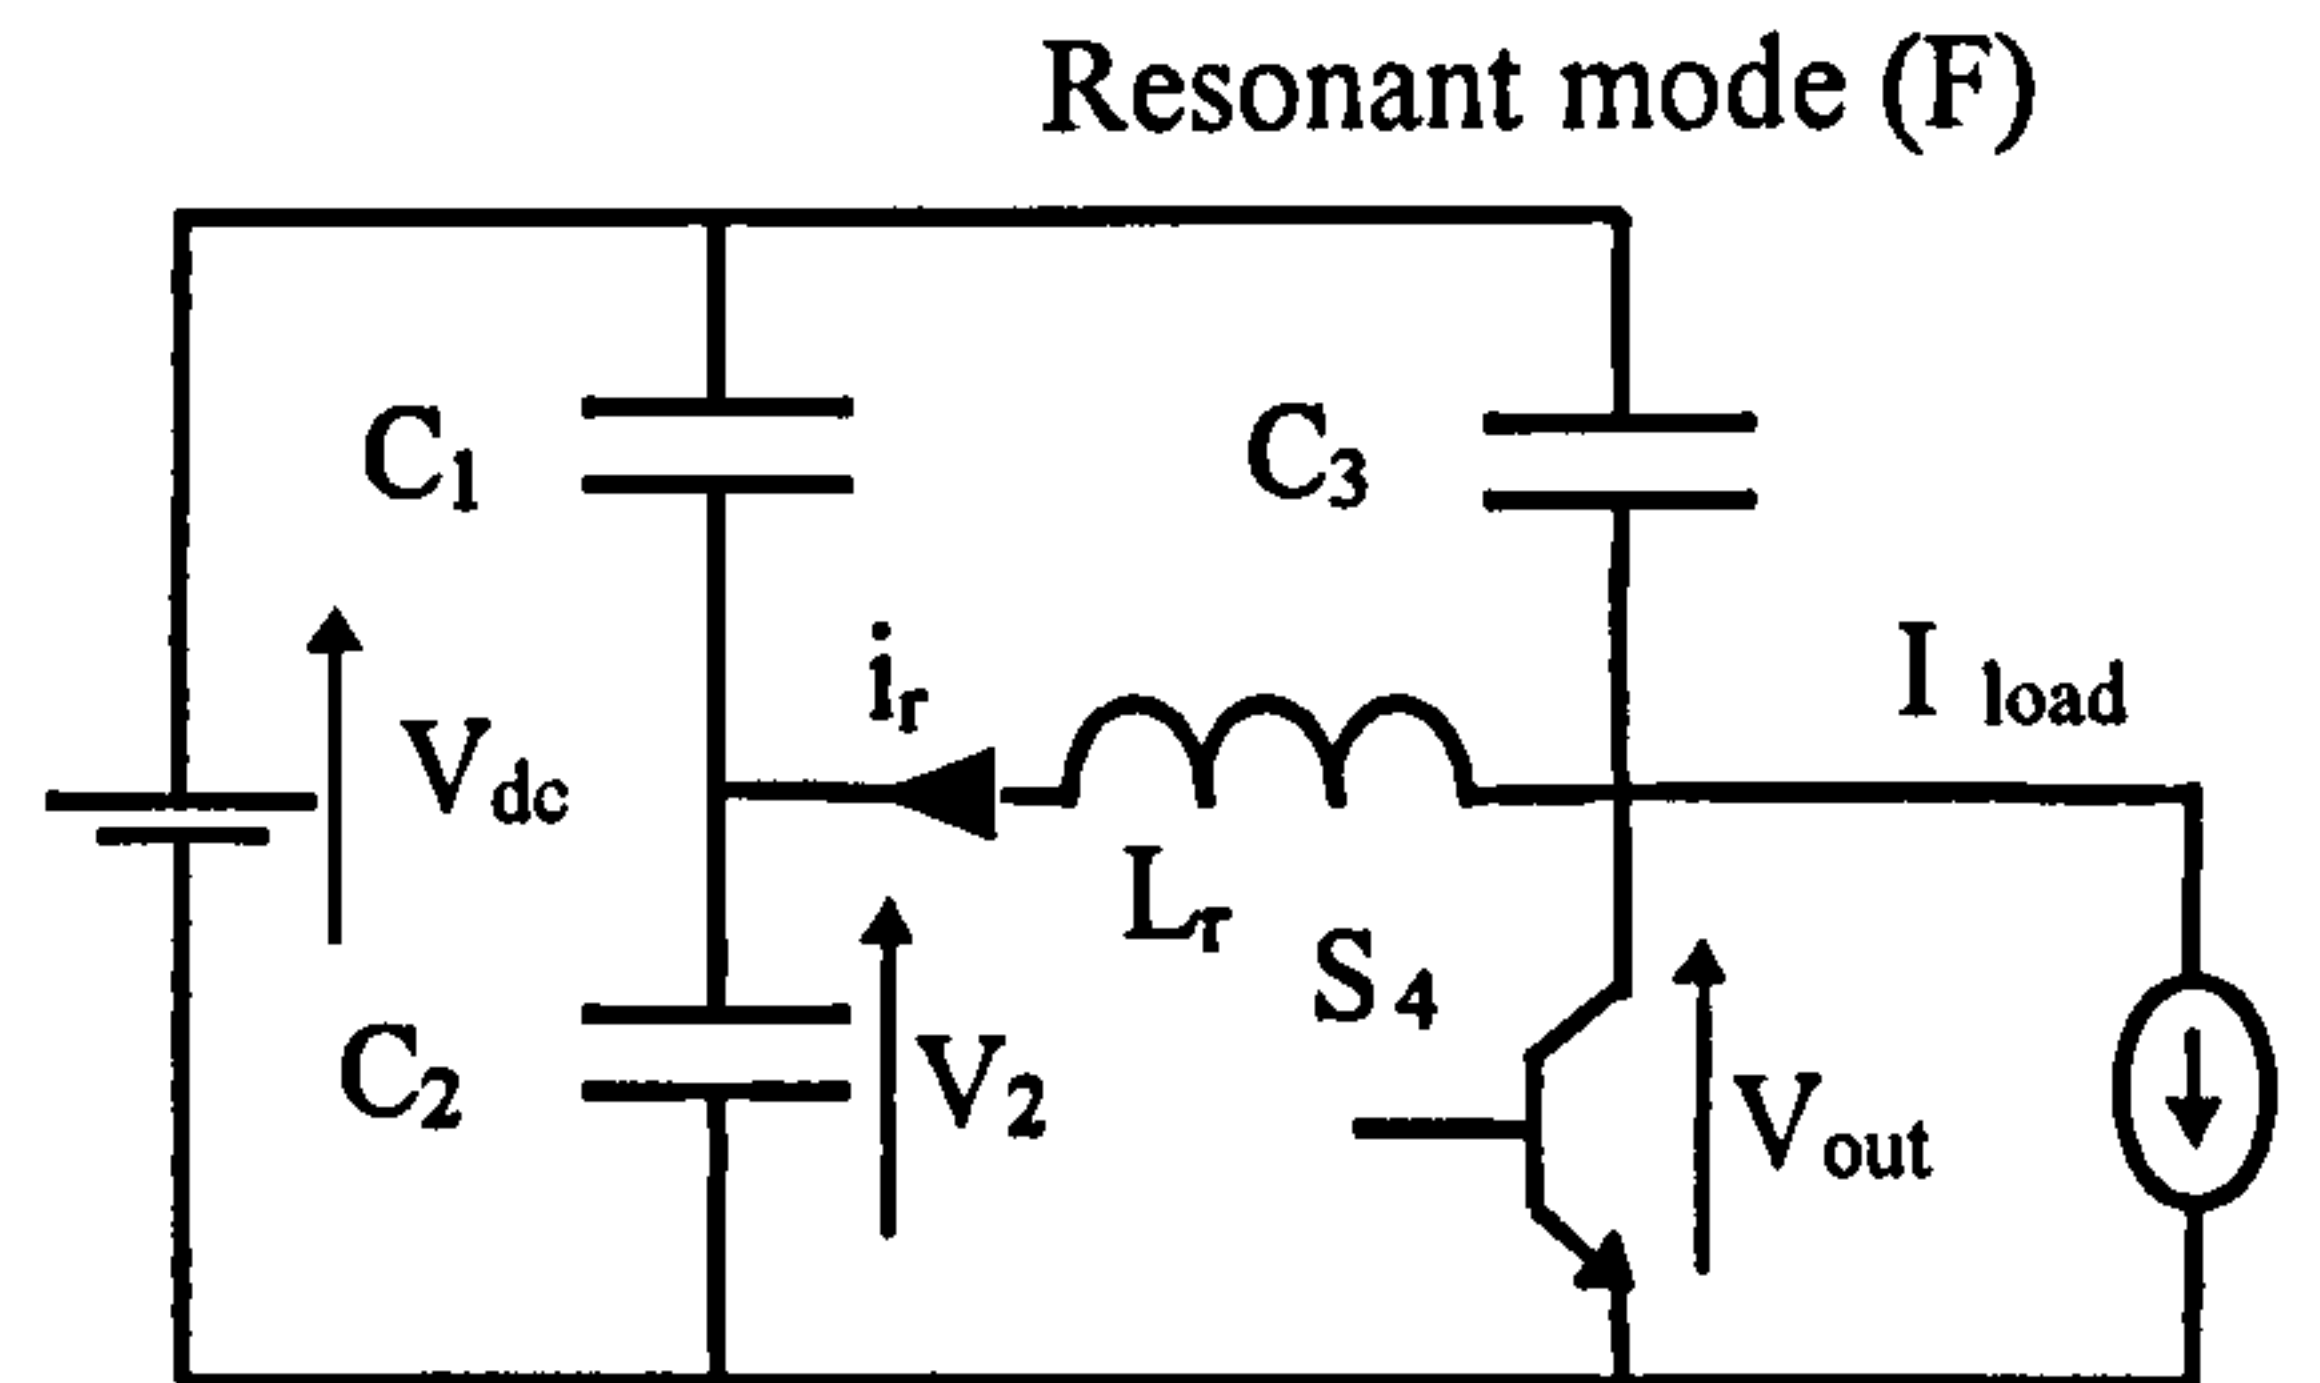 Resonant mode (F)
C1
C3
ir
I load
Vdc
Lr
S4
C2
V2
Vout